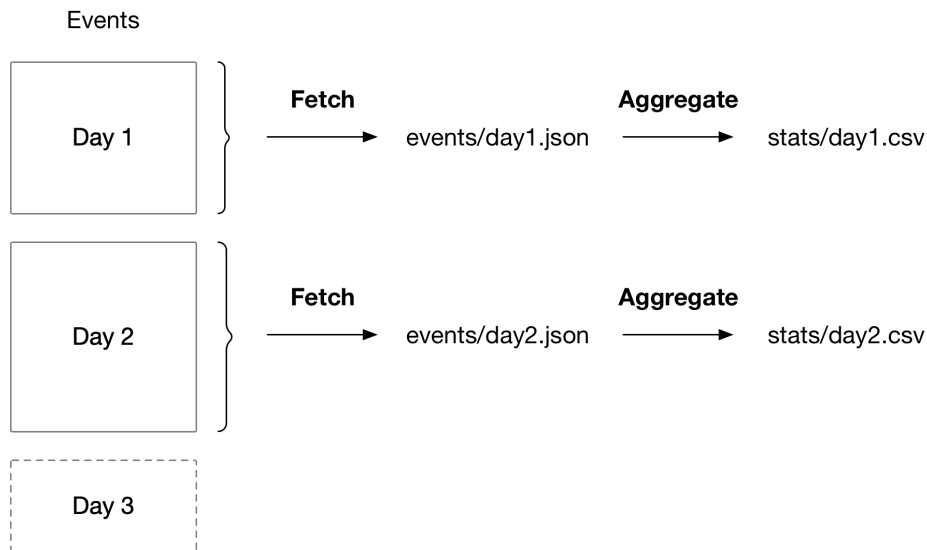 Events
Day 1
Fetch
events/day1.json
Aggregate
stats/day1.csv
Day 2
Fetch
events/day2.json
Aggregate
stats/day2.csv
Day 3